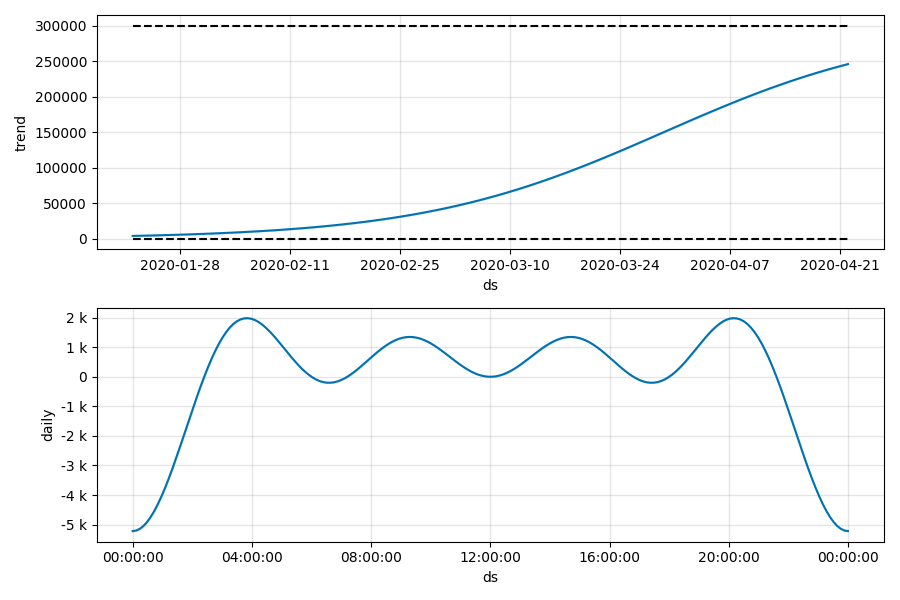 300000
250000
200000
150000
100000
50000
0
trend
2020-01-28 2020-02-11 2020-02-25 2020-03-10 2020-03-24 2020-04-07 2020-04-21
ds
2 k
1 k
0
-1 k
-2 k
-3 k
-4 k
-5 k
daily
00:00:00 04:00:00 08:00:00 12:00:00 16:00:00 20:00:00 00:00:00
ds